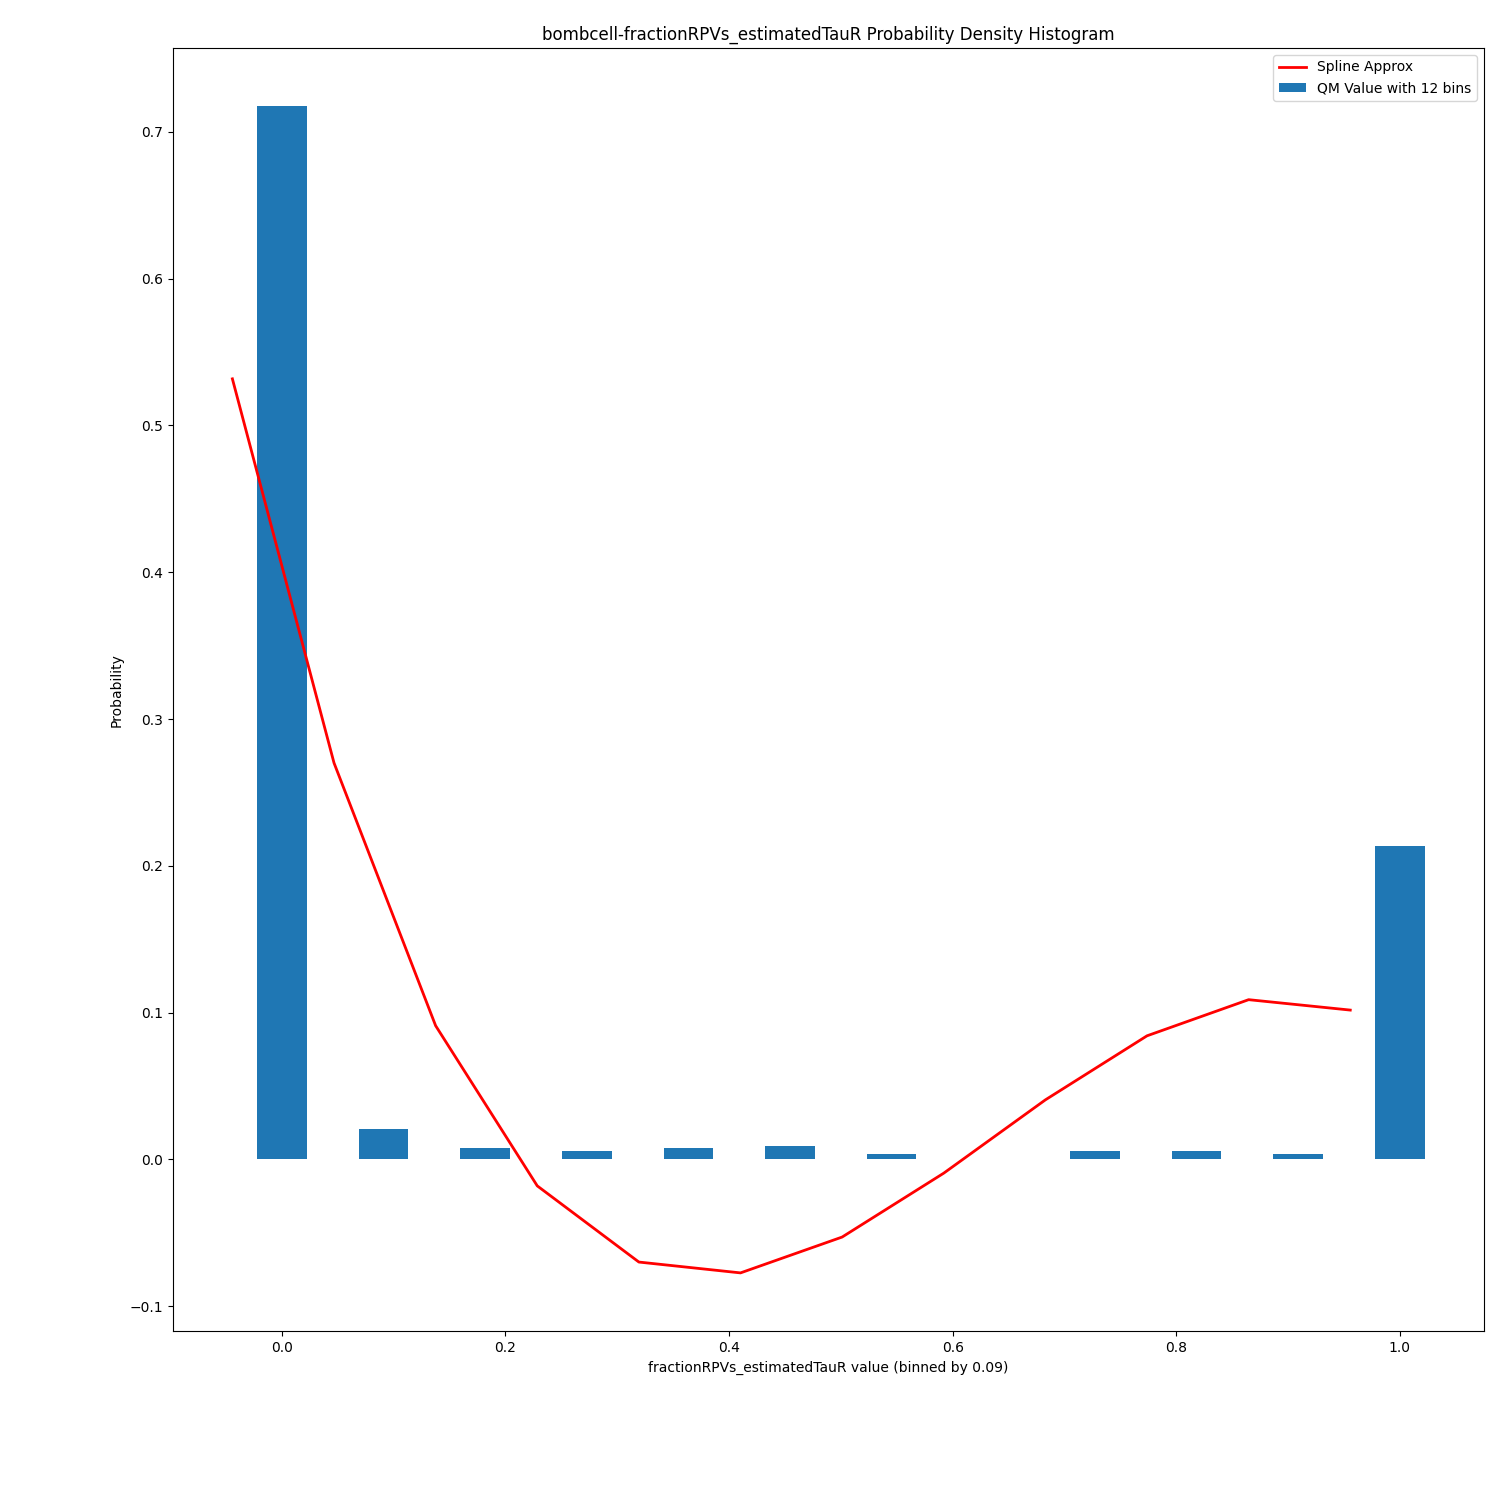 bombcell-fractionRPVs_estimatedTauR Probability Density Histogram
Spline Approx
QM Value with 12 bins
0.7
0.6
0.5
0.4
0.3
0.2
0.1
0.0
−0.1
Probability
0.0 0.2 0.4 0.6 0.8 1.0
fractionRPVs_estimatedTauR value (binned by 0.09)